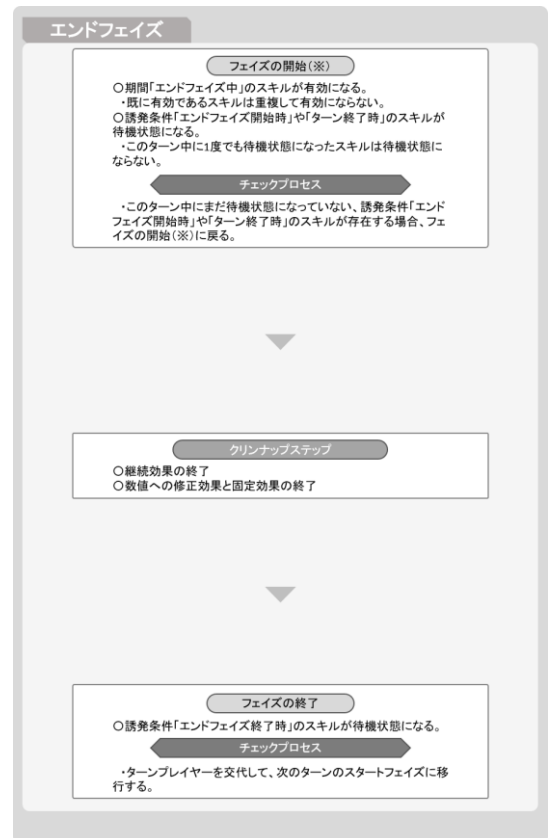 エンドフェイズ
フェイズの開始(※)
○期間「エンドフェイズ中」のスキルが有効になる。
・既に有効であるスキルは重複して有効にならない。
○誘発条件「エンドフェイズ開始時」や「ターン終了時」のスキルが
待機状態になる。
・このターン中に1度でも待機状態になったスキルは待機状態に
ならない。
チェックプロセス
・このターン中にまだ待機状態になっていない、誘発条件「エンド
フェイズ開始時」や「ターン終了時」のスキルが存在する場合、フェ
イズの開始(※)に戻る。
クリンナップステップ
○継続効果の終了
○数値への修正効果と固定効果の終了
フェイズの終了
○誘発条件「エンドフェイズ終了時」のスキルが待機状態になる。
チェックプロセス
・ターンプレイヤーを交代して、次のターンのスタートフェイズに移
行する。